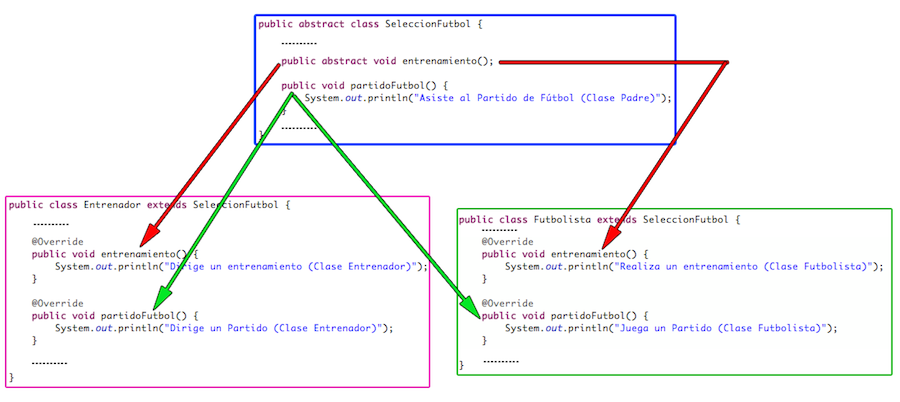 public abstract class SeleccionFutbol {
----------
public abstract void entrenamiento();
public void partidoFutbol() {
System.out.println("Asiste al Partido de Fútbol (Clase Padre)");
}
----------
}
public class Entrenador extends SeleccionFutbol {
----------
@Override
public void entrenamiento() {
System.out.println("Dirige un entrenamiento (Clase Entrenador)");
}
@Override
public void partidoFutbol() {
System.out.println("Dirige un Partido (Clase Entrenador)");
}
----------
}
public class Futbolista extends SeleccionFutbol {
----------
@Override
public void entrenamiento() {
System.out.println("Realiza un entrenamiento (Clase Futbolista)");
}
@Override
public void partidoFutbol() {
System.out.println("Juega un Partido (Clase Futbolista)");
}
----------
}